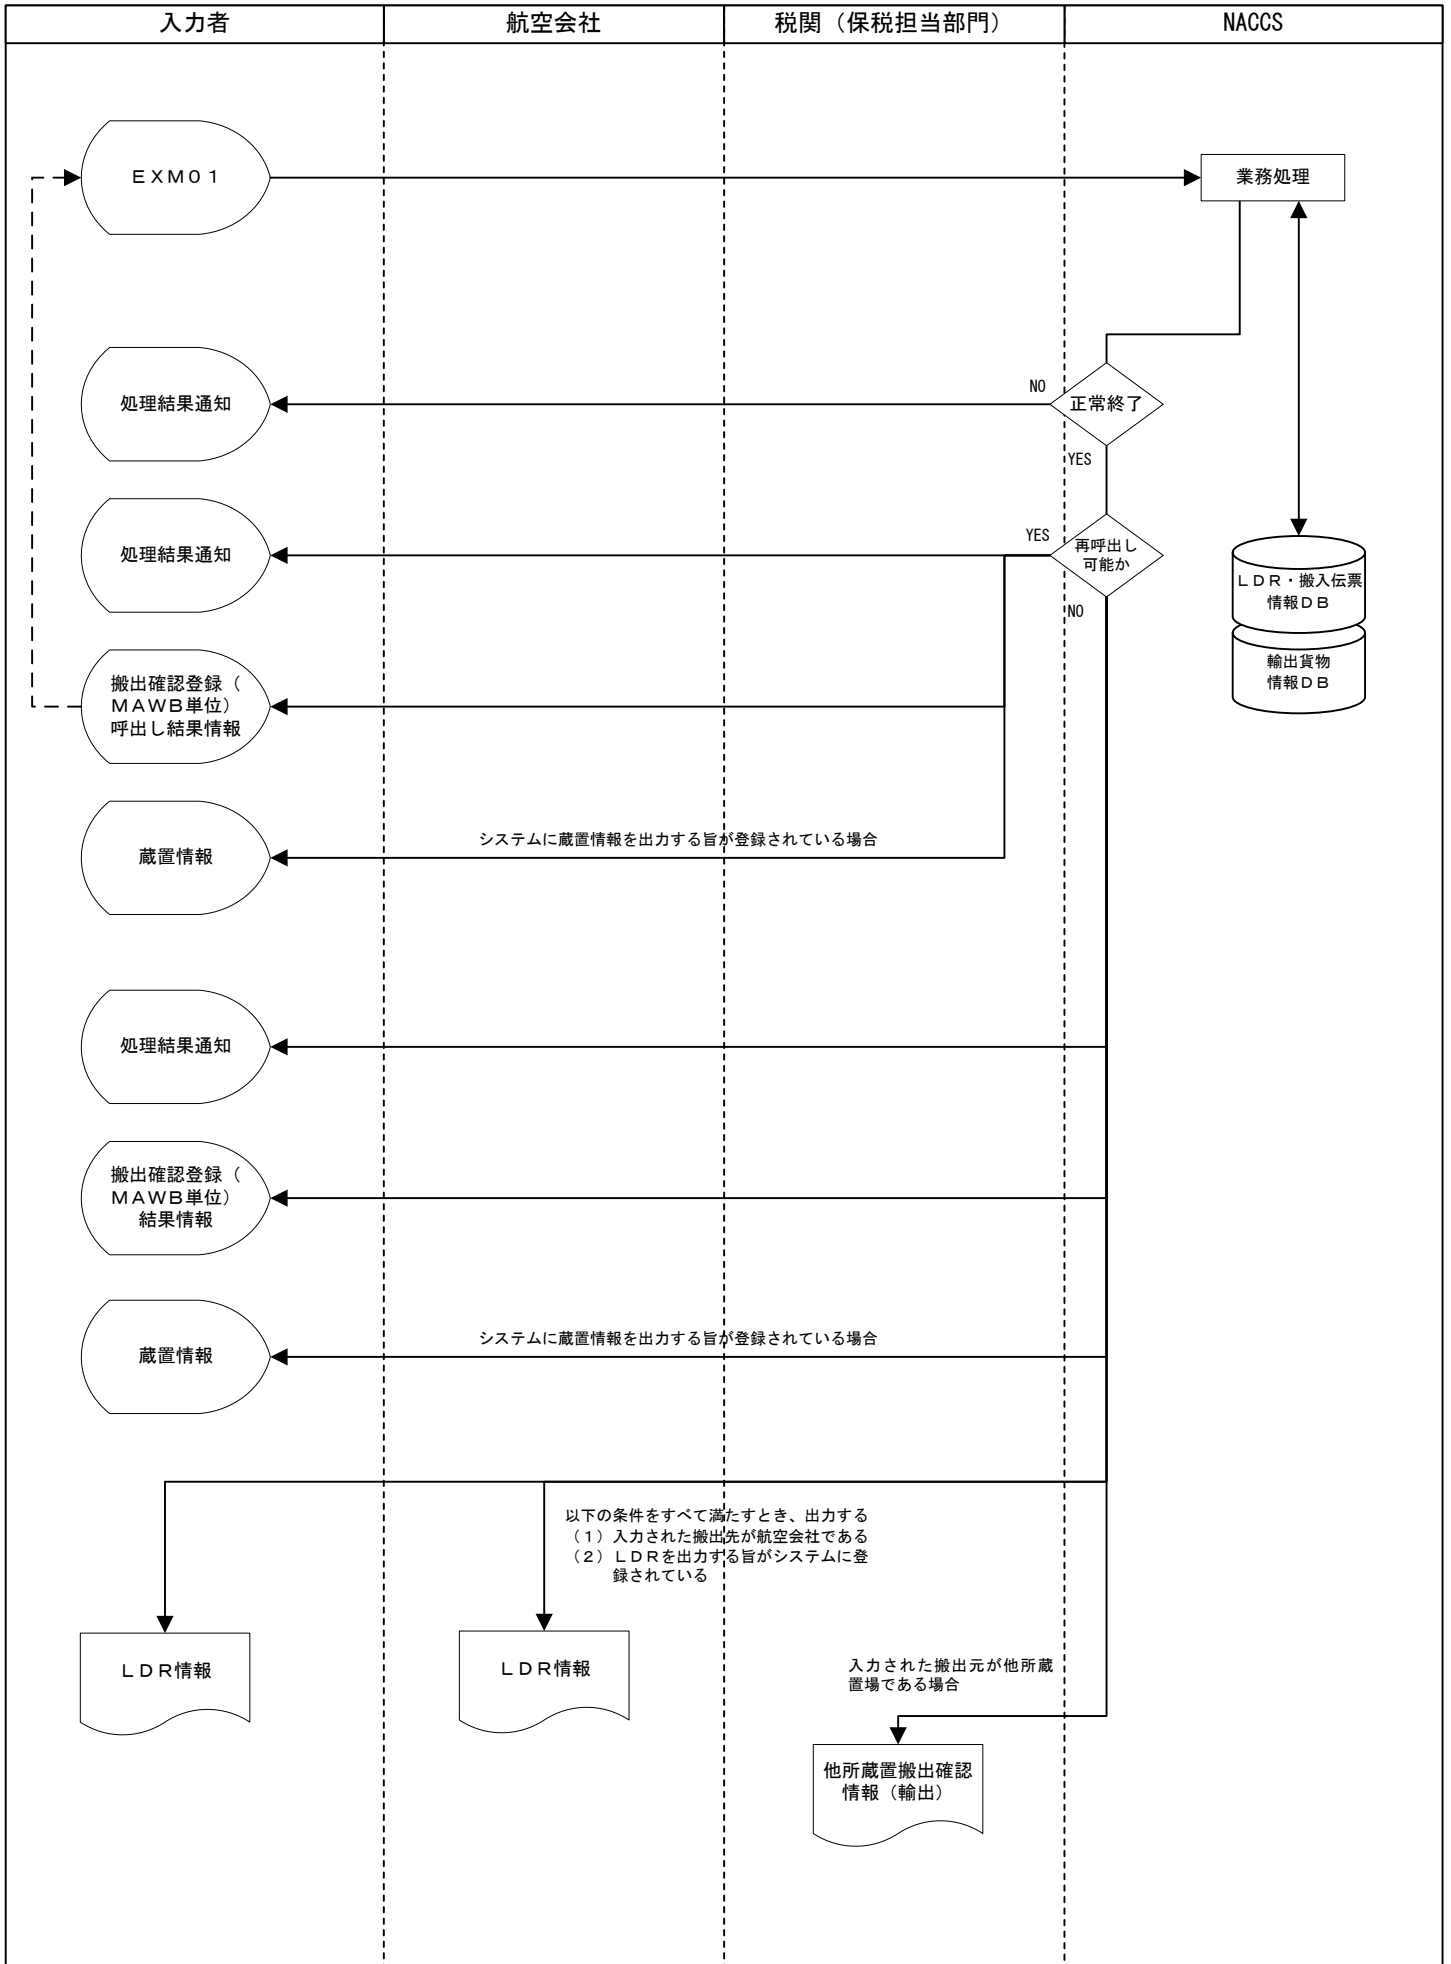 入力者
航空会社
税関（保税担当部門）
NACCS
ＥＸＭ０１
業務処理
処理結果通知
NO
正常終了
YES
処理結果通知
YES
再呼出し
可能か
NO
ＬＤＲ・搬入伝票
情報ＤＢ
輸出貨物
情報ＤＢ
搬出確認登録（
ＭＡＷＢ単位）
呼出し結果情報
蔵置情報
システムに蔵置情報を出力する旨が登録されている場合
処理結果通知
搬出確認登録（
ＭＡＷＢ単位）
結果情報
蔵置情報
システムに蔵置情報を出力する旨が登録されている場合
以下の条件をすべて満たすとき、出力する
（１）入力された搬出先が航空会社である
（２）ＬＤＲを出力する旨がシステムに登
録されている
ＬＤＲ情報
ＬＤＲ情報
入力された搬出元が他所蔵
置場である場合
他所蔵置搬出確認
情報（輸出）